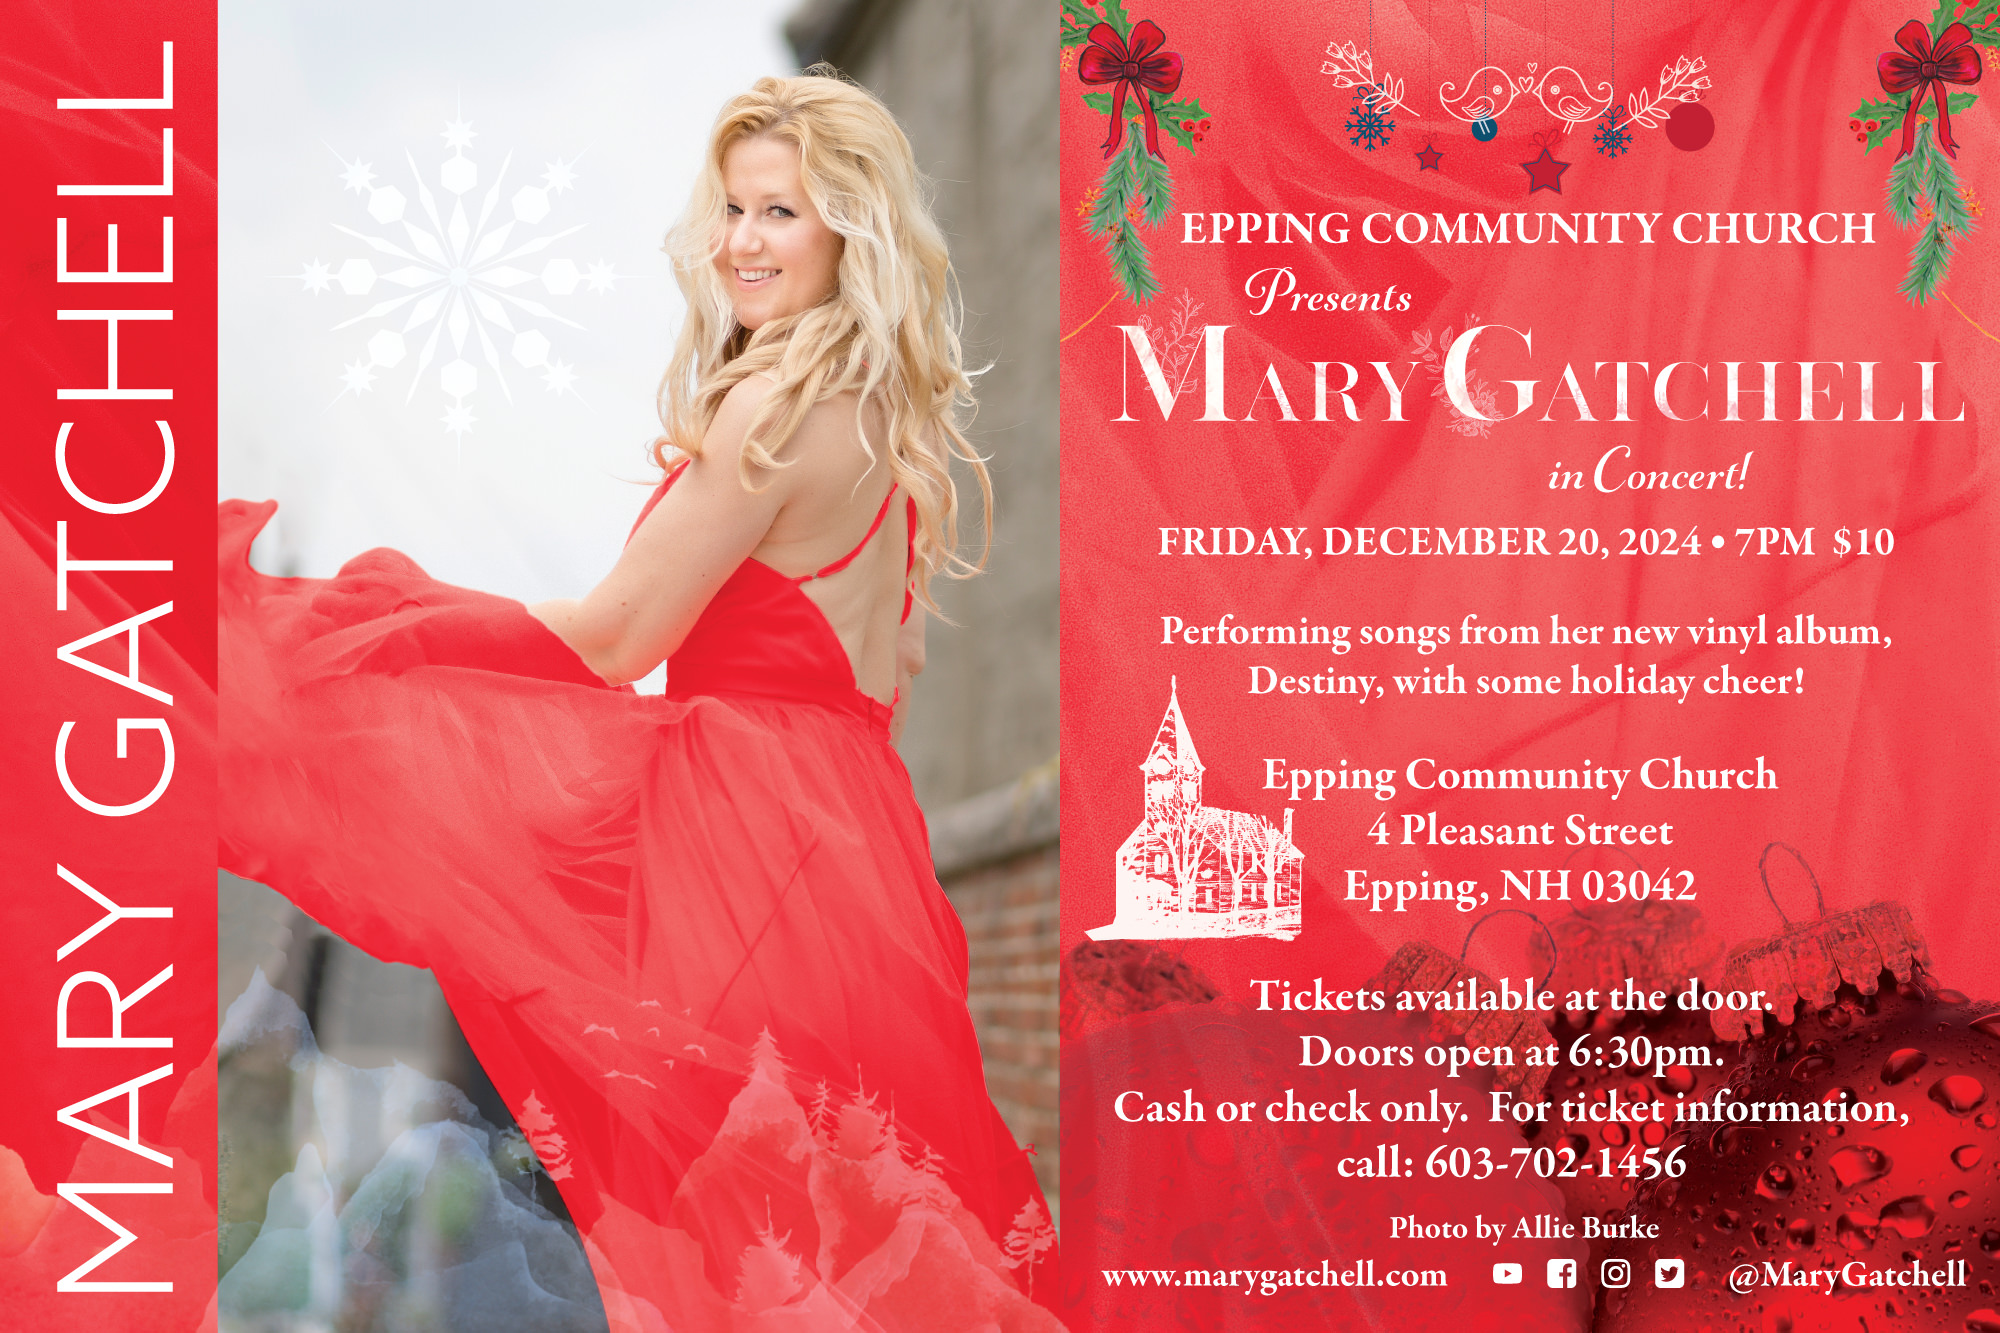 MARY GATCHELL
EPPING COMMUNITY CHURCH
Presents
MARY GATCHELL
in Concert!
FRIDAY, DECEMBER 20, 2024 • 7PM $10
Performing songs from her new vinyl album,
Destiny, with some holiday cheer!
Epping Community Church
4 Pleasant Street
Epping, NH 03042
Tickets available at the door.
Doors open at 6:30pm.
Cash or check only. For ticket information,
call: 603-702-1456
Photo by Allie Burke
www.marygatchell.com @MaryGatchell